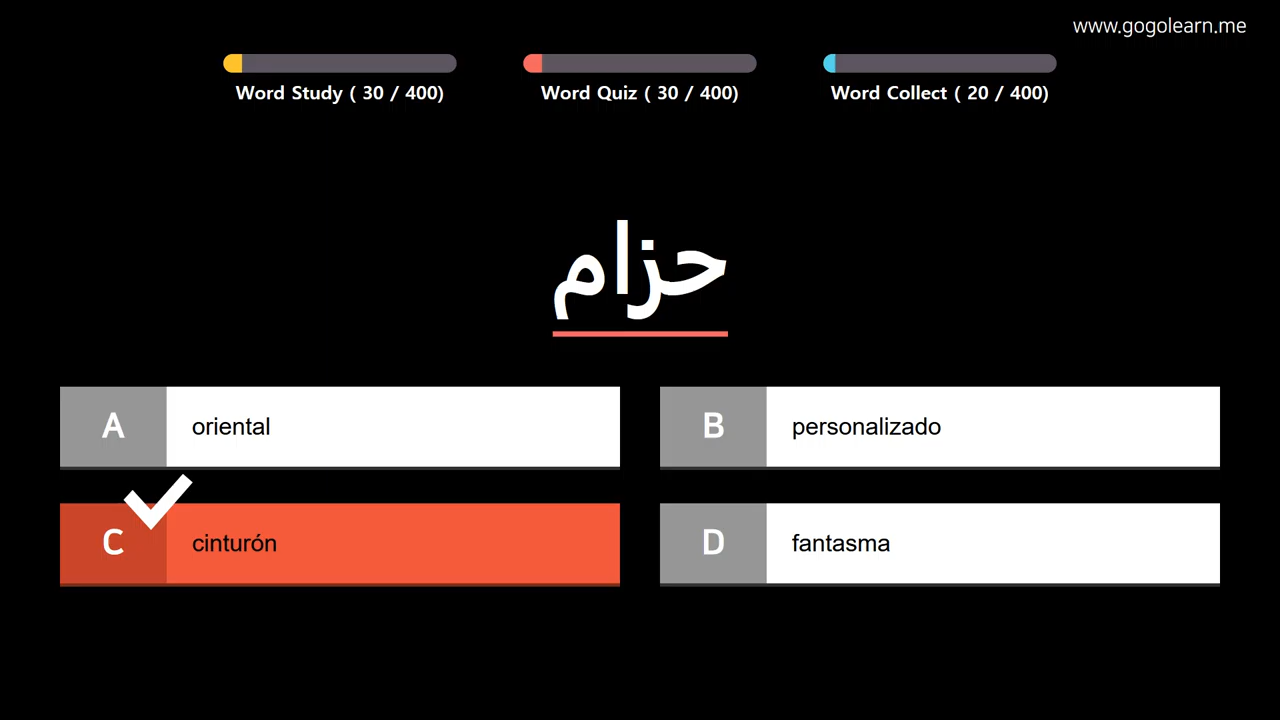 www.gogolearn.me
Word Study ( 30 / 400)
Word Quiz ( 30 / 400)
Word Collect ( 20 / 400)
حزام
A
oriental
B
personalizado
C
cinturón
D
fantasma